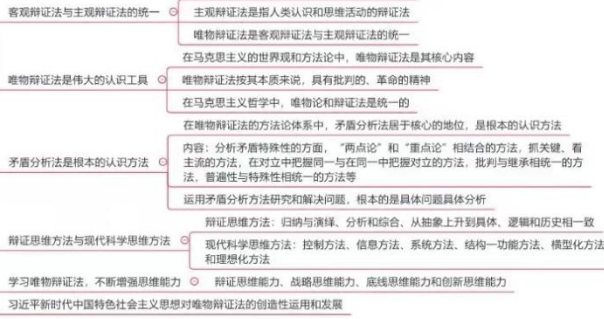 客观辩证法与主观辩证法的统一
主观辩证法是指人类认识和思维活动的辩证法
唯物辩证法是客观辩证法与主观辩证法的统一
唯物辩证法是伟大的认识工具
在马克思主义的世界观和方法论中，唯物辩证法是其核心内容
唯物辩证法按其本质来说，具有批判的、革命的精神
在马克思主义哲学中，唯物论和辩证法是统一的
矛盾分析法是根本的认识方法
在唯物辩证法的方法论体系中，矛盾分析法居于核心的地位，是根本的认识方法
内容：分析矛盾特殊性的方面，“两点论”和“重点论”相结合的方法，抓关键、看
主流的方法，在对立中把握同一与在同一中把握对立的方法，批判与继承相统一的方
法，普遍性与特殊性相统一的方法等
运用矛盾分析方法研究和解决问题，根本的是具体问题具体分析
辩证思维方法与现代科学思维方法
辩证思维方法：归纳与演绎、分析和综合、从抽象上升到具体、逻辑和历史相一致
现代科学思维方法：控制方法、信息方法、系统方法、结构一功能方法、模型化方法
和理想化方法
学习唯物辩证法，不断增强思维能力
辩证思维能力、战略思维能力、底线思维能力和创新思维能力
习近平新时代中国特色社会主义思想对唯物辩证法的创造性运用和发展